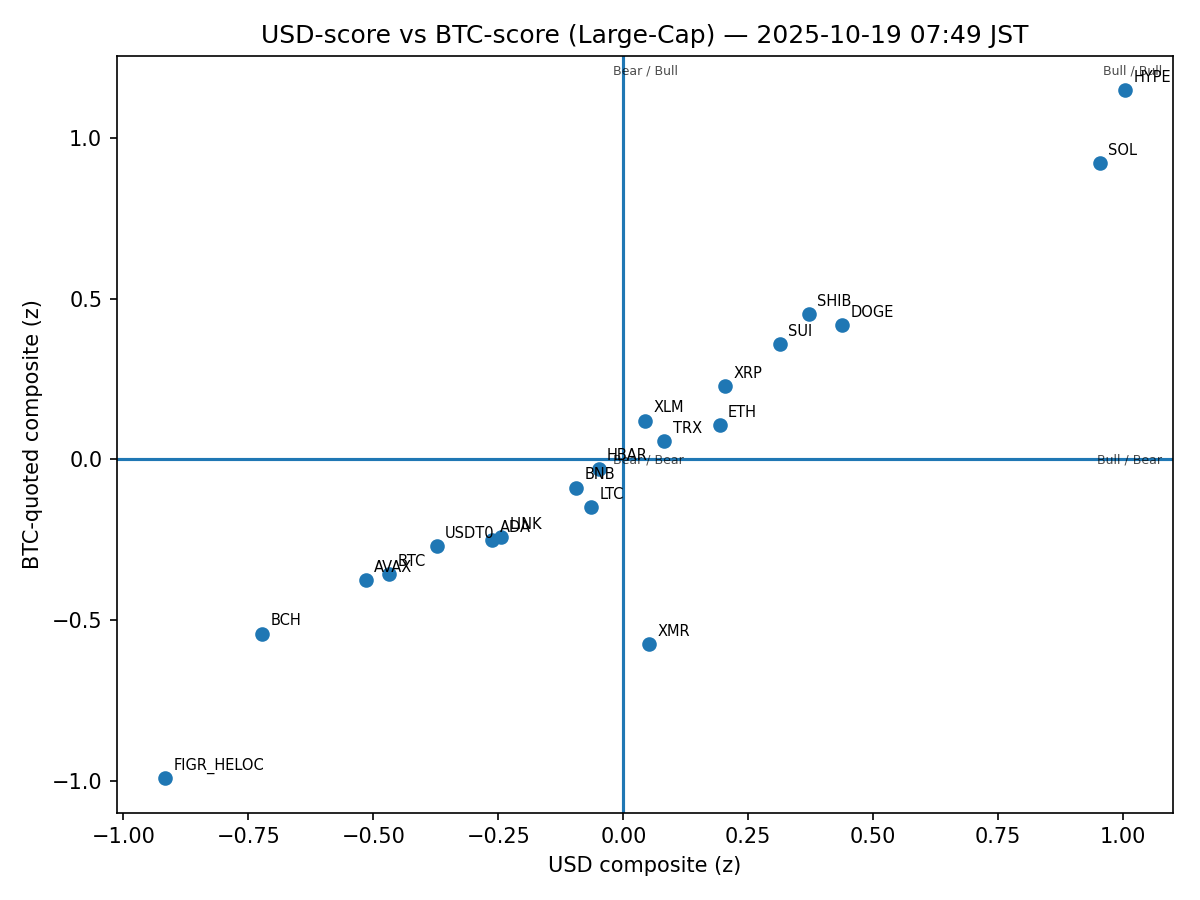 USD-score vs BTC-score (Large-Cap) — 2025-10-19 07:49 JST
Bear / Bull
Bull / Bull
HYPE
1.0
SOL
0.5
SHIB
DOGE
SUI
XRP
XLM
ETH
TRX
0.0
HBAR
Bear / Bear
Bull / Bear
BNB
LTC
LINK
ADA
USDT0
BTC
AVAX
−0.5
BCH
XMR
FIGR_HELOC
−1.0
BTC-quoted composite (z)
−1.00
−0.75
−0.50
−0.25
0.00
0.25
0.50
0.75
1.00
USD composite (z)